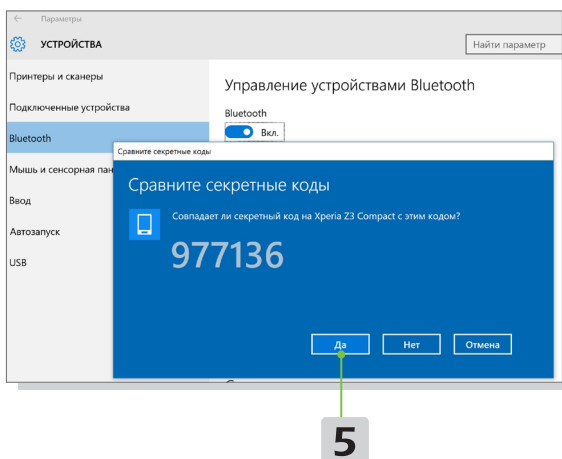 ← Параметры
УСТРОЙСТВА
Найти параметр
Принтеры и сканеры
Подключенные устройства
Bluetooth
Мышь и сенсорная пан
Ввод
Автозапуск
USB
Управление устройствами Bluetooth
Bluetooth
Вкл.
Сравните секретные коды
Сравните секретные коды
Совпадает ли секретный код на Xperia Z3 Compact с этим кодом?
977136
Да
Нет
Отмена
5